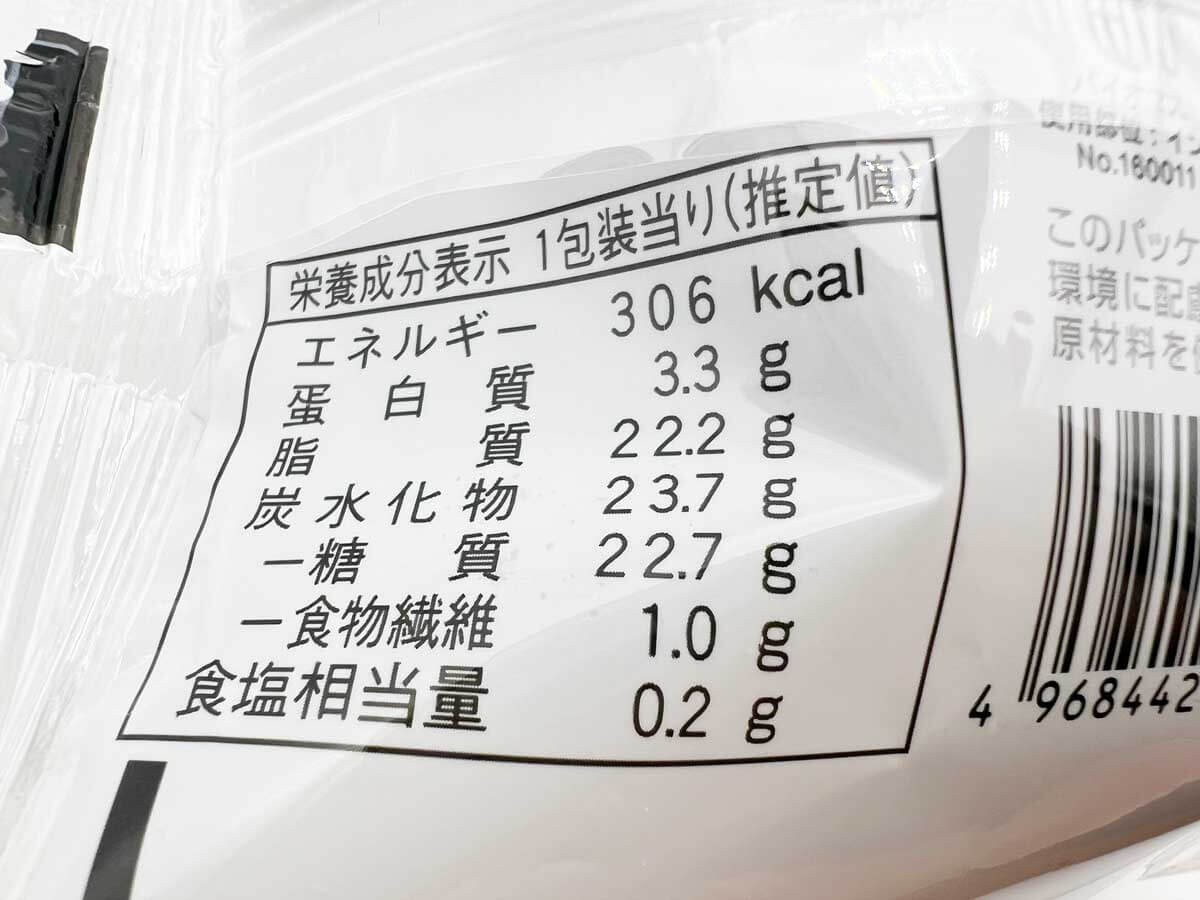 栄養成分表示 1包装当り(推定値)
エネルギー 306 kcal
蛋白質 3.3 g
脂質 22.2 g
炭水化物 23.7 g
ー糖質 22.7 g
ー食物繊維 1.0 g
食塩相当量 0.2 g
使用部位:イン
No.160011
このパッケ
環境に配
原材料を
4 968442